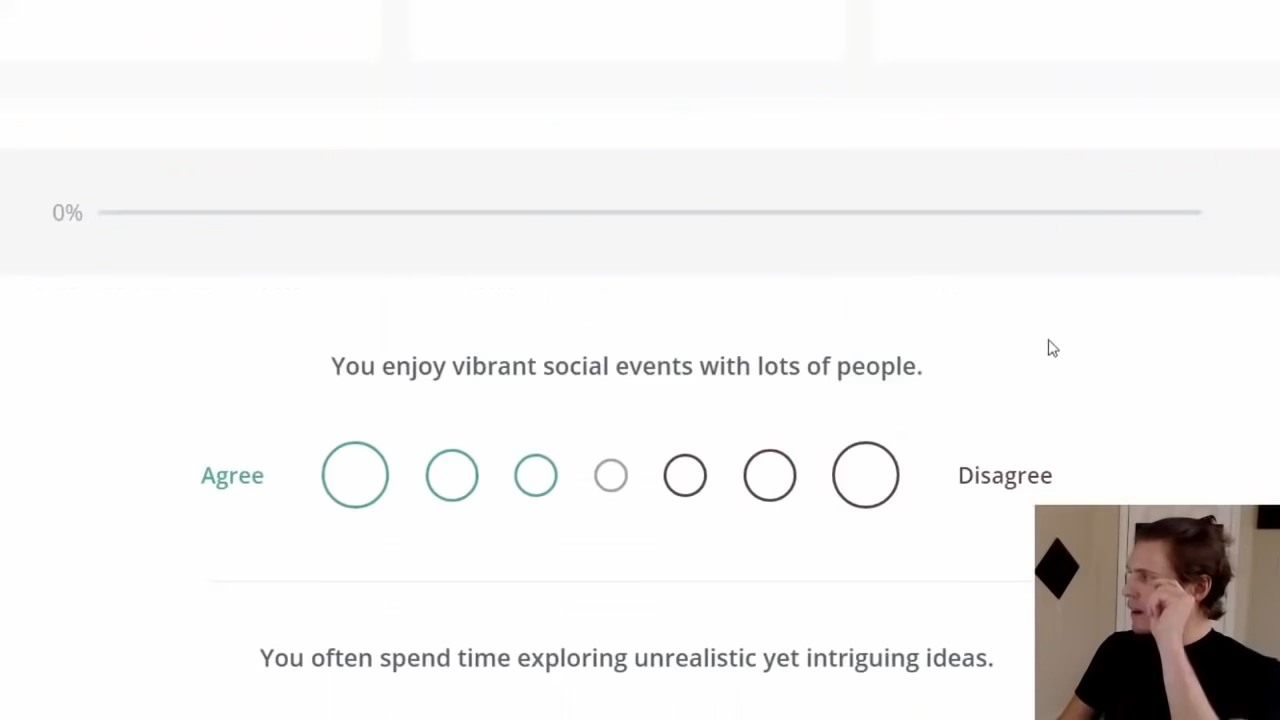 0%
You enjoy vibrant social events with lots of people.
Agree
Disagree
You often spend time exploring unrealistic yet intriguing ideas.